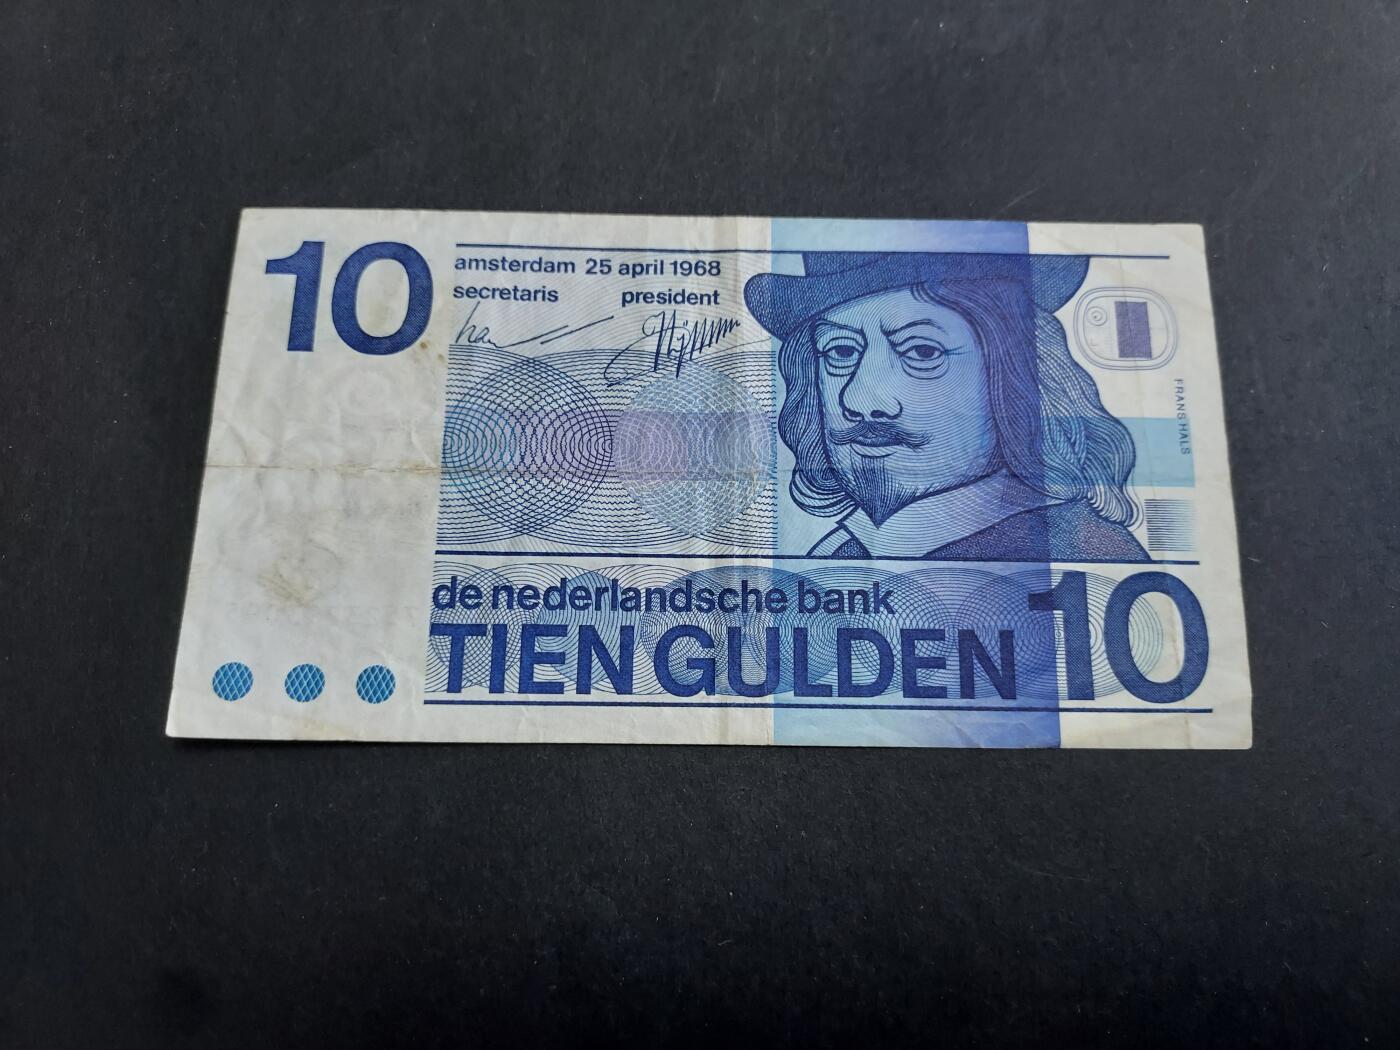 10
amsterdam 25 april 1968
secretaris president
FRANS HALS
de nederlandsche bank
TIEN GULDEN 10